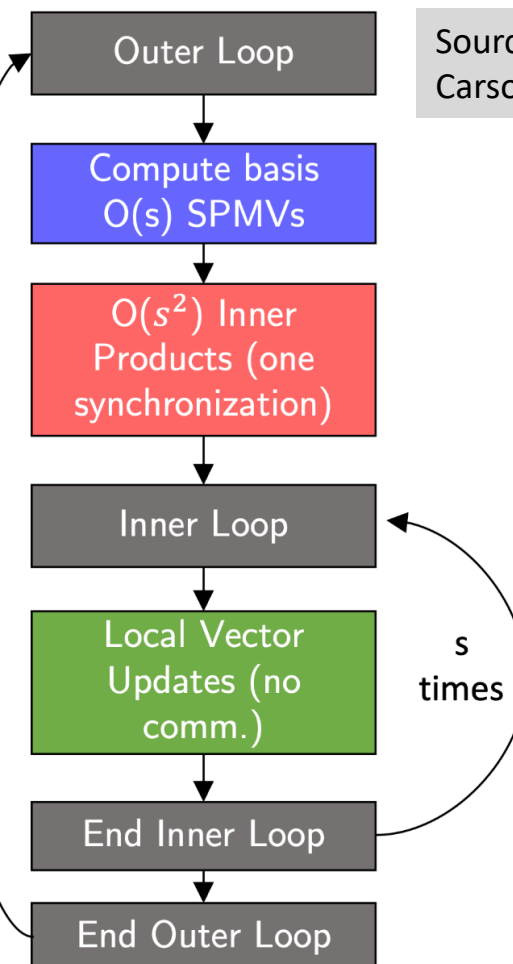 Outer Loop
Compute basis
O(s) SPMVs
O(s²) Inner
Products (one
synchronization)
Inner Loop
Local Vector
Updates (no
comm.)
s
times
End Inner Loop
End Outer Loop